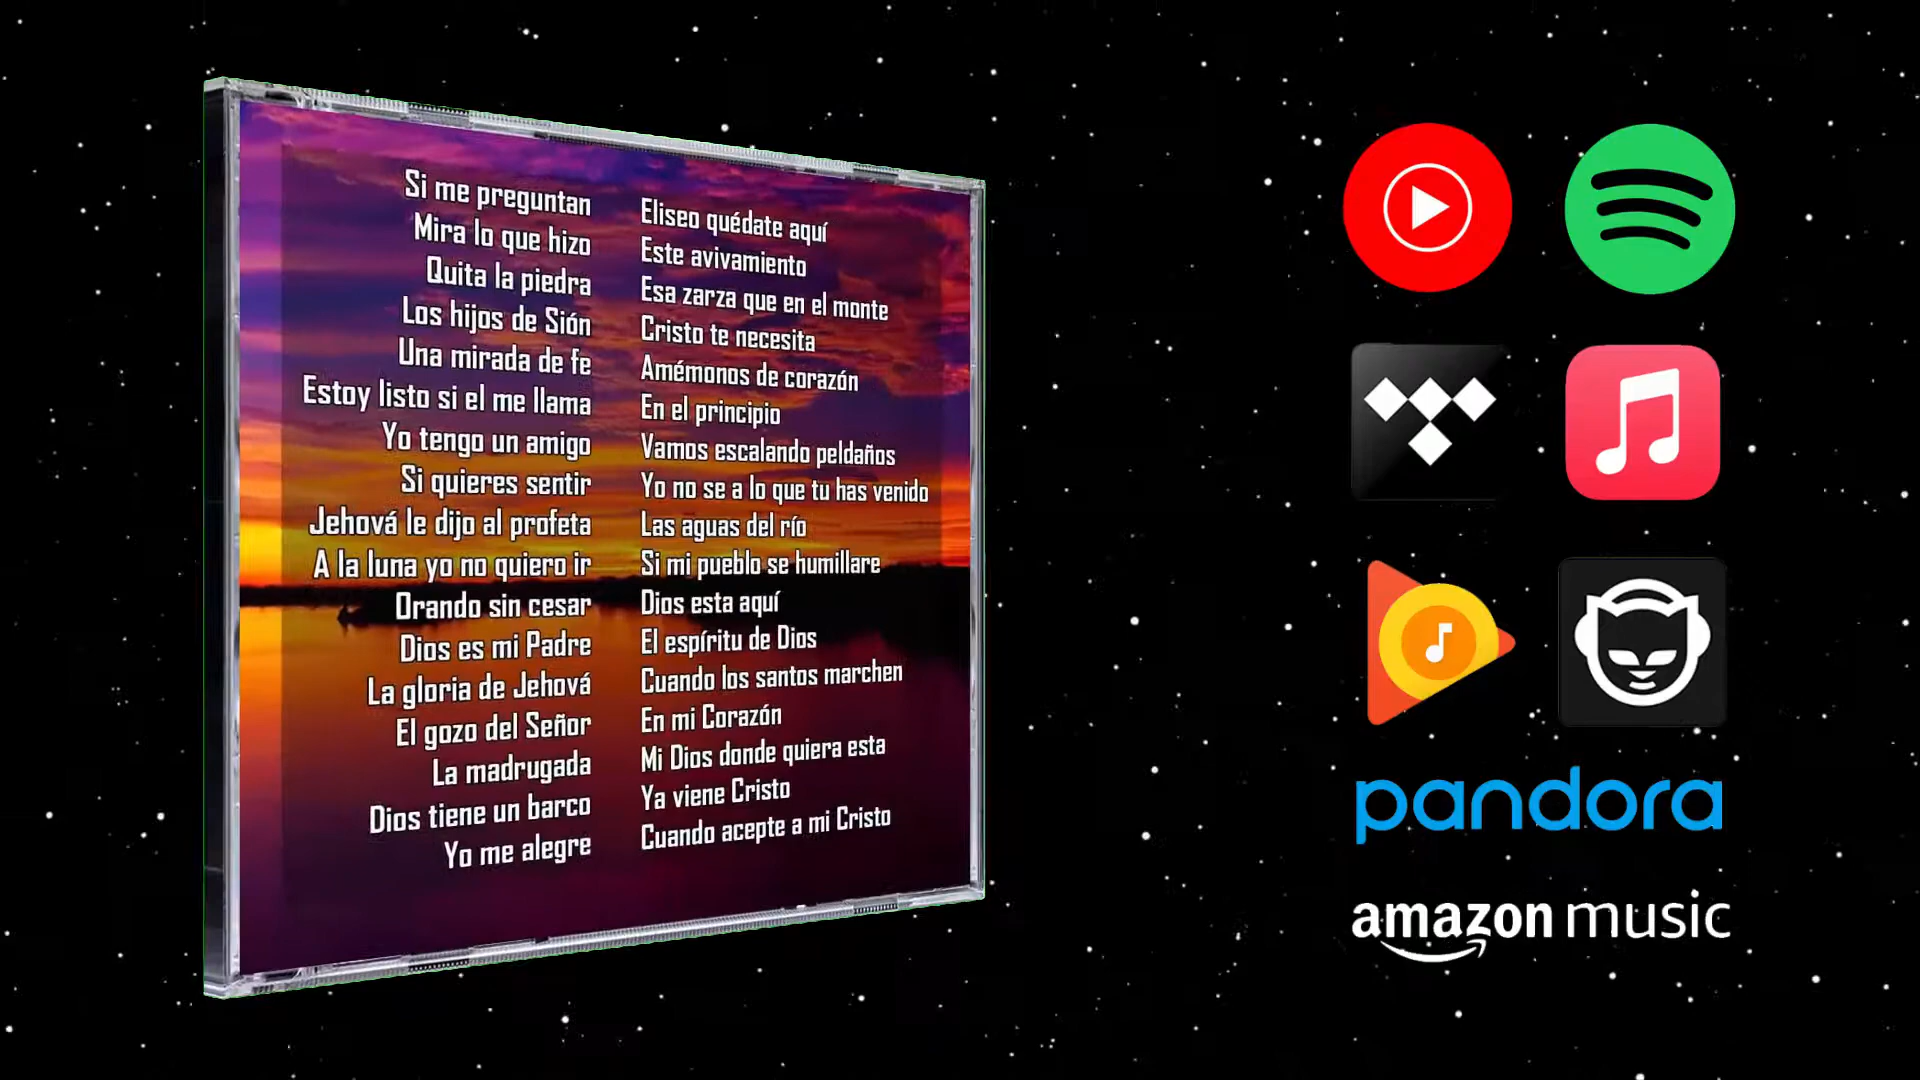 Si me preguntan
Mira lo que hizo
Quita la piedra
Los hijos de Sión
Una mirada de fe
Estoy listo si el me llama
Yo tengo un amigo
Si quieres sentir
Jehová le dijo al profeta
A la luna yo no quiero ir
Orando sin cesar
Dios es mi Padre
La gloria de Jehová
El gozo del Señor
La madrugada
Dios tiene un barco
Yo me alegre
Eliseo quédate aquí
Este avivamiento
Esa zarza que en el monte
Cristo te necesita
Amémonos de corazón
En el principio
Vamos escalando peldaños
Yo no se a lo que tu has venido
Las aguas del río
Si mi pueblo se humillare
Dios esta aquí
El espíritu de Dios
Cuando los santos marchen
En mi Corazón
Mi Dios donde quiera esta
Ya viene Cristo
Cuando acepte a mi Cristo
pandora
amazon music